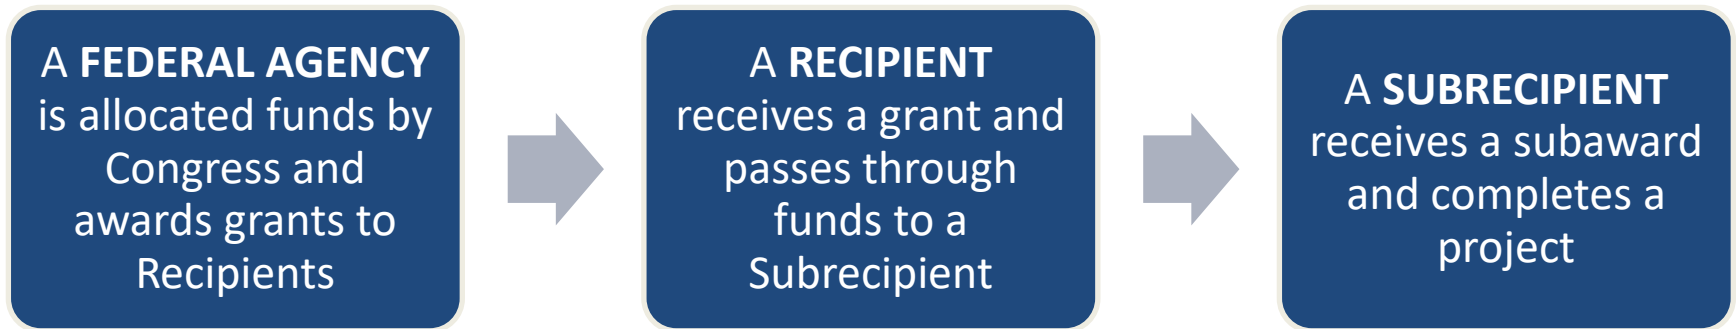 A FEDERAL AGENCY
is allocated funds by
Congress and
awards grants to
Recipients
A RECIPIENT
receives a grant and
passes through
funds to a
Subrecipient
A SUBRECIPIENT
receives a subaward
and completes a
project